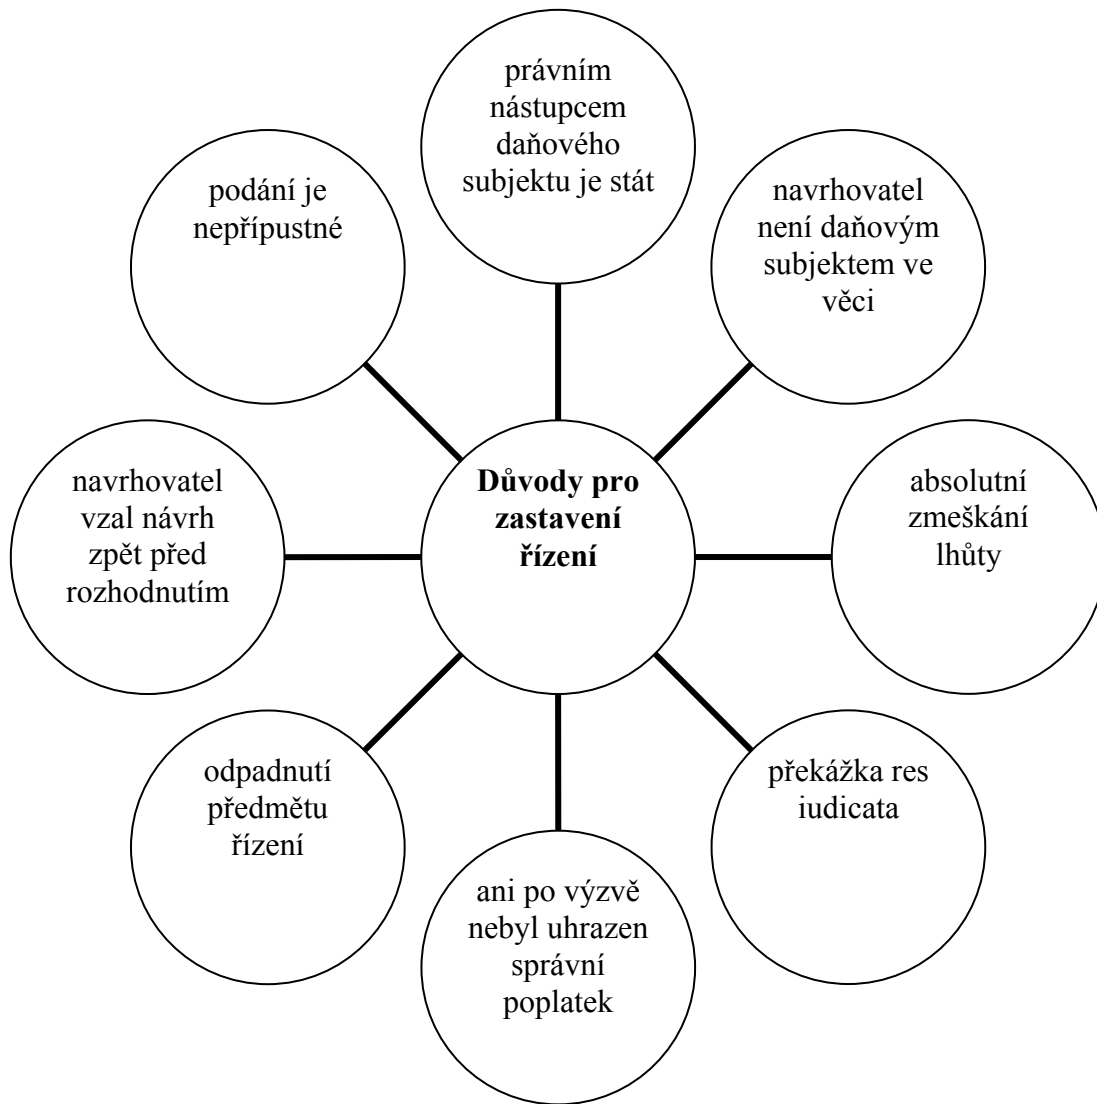 právním
nástupcem
daňového
subjektu je stát
podání je
nepřípustné
navrhovatel
není daňovým
subjektem ve
věci
navrhovatel
vzal návrh
zpět před
rozhodnutím
Důvody pro
zastavení
řízení
absolutní
zmeškání
lhůty
odpadnutí
předmětu
řízení
překážka res
iudicata
ani po výzvě
nebyl uhrazen
správní
poplatek